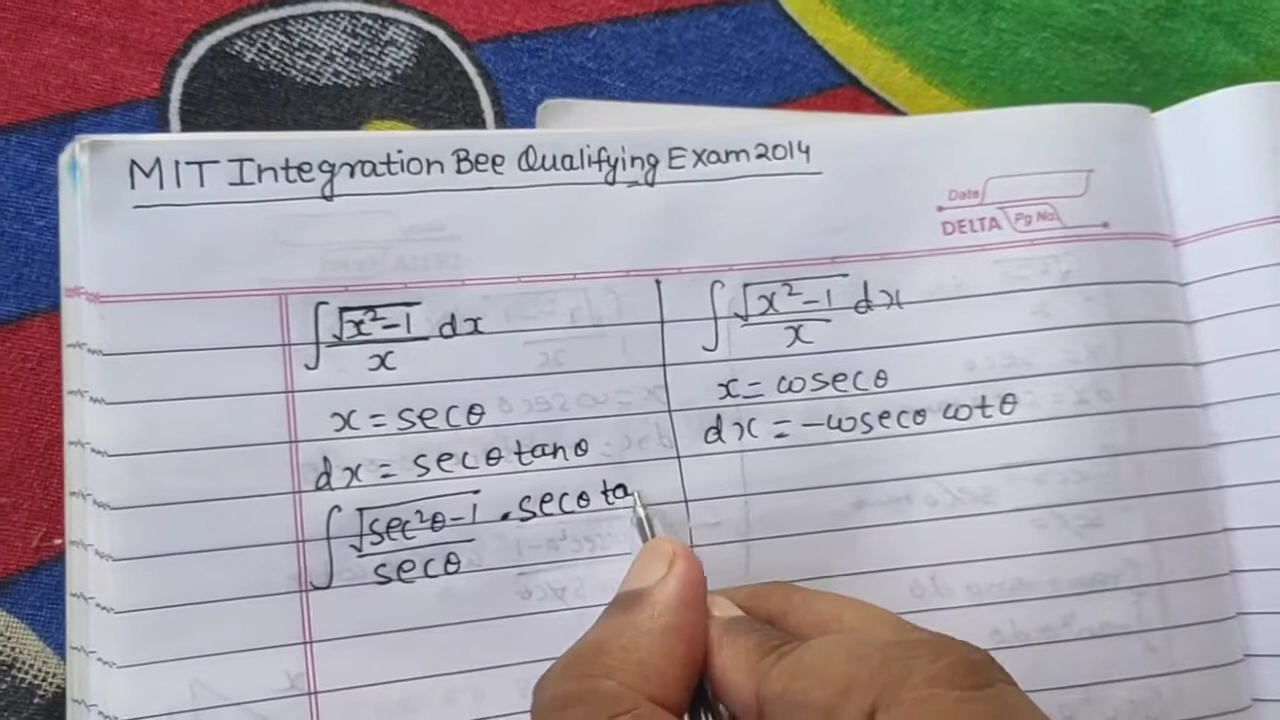 MIT Integration Bee Qualifying Exam 2014
Date
DELTA Pg No
∫ √(x²-1)/x dx
x = secθ
dx = secθ tanθ
∫ √(sec²θ-1)/secθ · secθ ta
∫ √(x²-1)/x dx
x = cosecθ
dx = -cosecθ cotθ